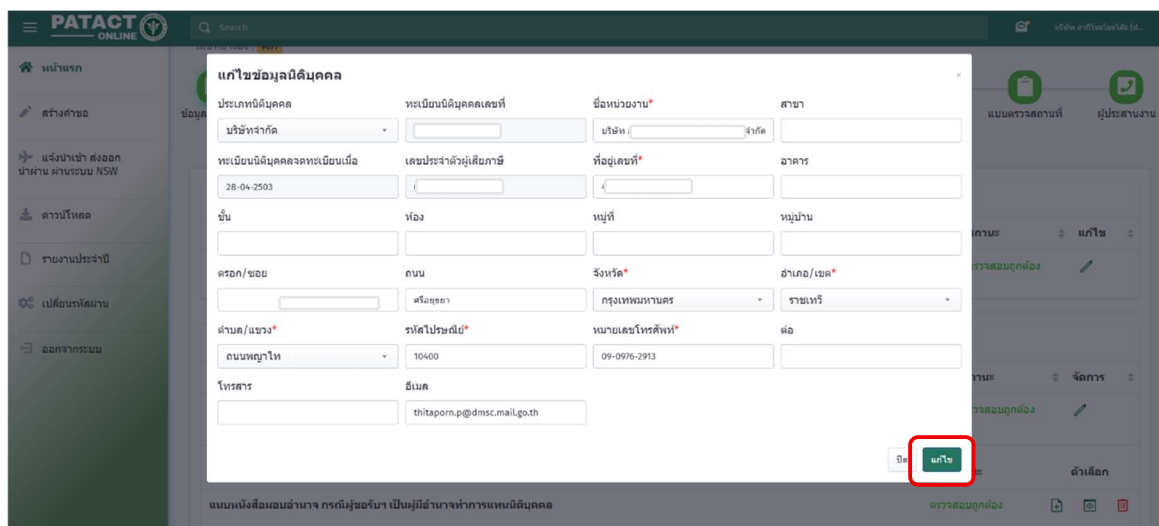 PATACT
ONLINE
Search
หน้าแรก
สร้างคำขอ
แจ้งนำเข้า ส่งออก
นำผ่าน ผ่านระบบ NSW
ดาวน์โหลด
รายงานประจำปี
เปลี่ยนรหัสผ่าน
ออกจากระบบ
แบบตรวจสถานที่
ผู้ประสานงาน
แก้ไขข้อมูลนิติบุคคล
×
ประเภทนิติบุคคล ทะเบียนนิติบุคคลเลขที่ ชื่อหน่วยงาน* สาขา
บริษัทจำกัด บริษัท จำกัด
ทะเบียนนิติบุคคลจดทะเบียนเมื่อ เลขประจำตัวผู้เสียภาษี ที่อยู่เลขที่* อาคาร
28-04-2503
ชั้น ห้อง หมู่ที่ หมู่บ้าน
ตรอก/ซอย ถนน จังหวัด* อำเภอ/เขต*
ศรีอยุธยา กรุงเทพมหานคร ราชเทวี
ตำบล/แขวง* รหัสไปรษณีย์* หมายเลขโทรศัพท์* ต่อ
ถนนพญาไท 10400 09-0976-2913
โทรสาร อีเมล
thitaporn.p@dmsc.mail.go.th
แก้ไข
แก้ไข
ตรวจสอบถูกต้อง
จัดการ
ตรวจสอบถูกต้อง
ตัวเลือก
แบบหนังสือมอบอำนาจ กรณีผู้ขอรับฯ เป็นผู้มีอำนาจทำการแทนนิติบุคคล ตรวจสอบถูกต้อง